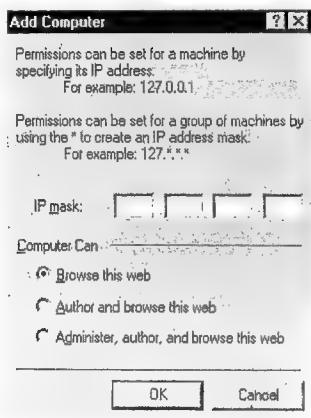 Add Computer
Permissions can be set for a machine by
specifying its IP address:
For example: 127.0.0.1
Permissions can be set for a group of machines by
using the * to create an IP address mask:
For example: 127.*.*.*
IP mask:
Computer Can
Browse this web
Author and browse this web
Administer, author, and browse this web
OK Cancel